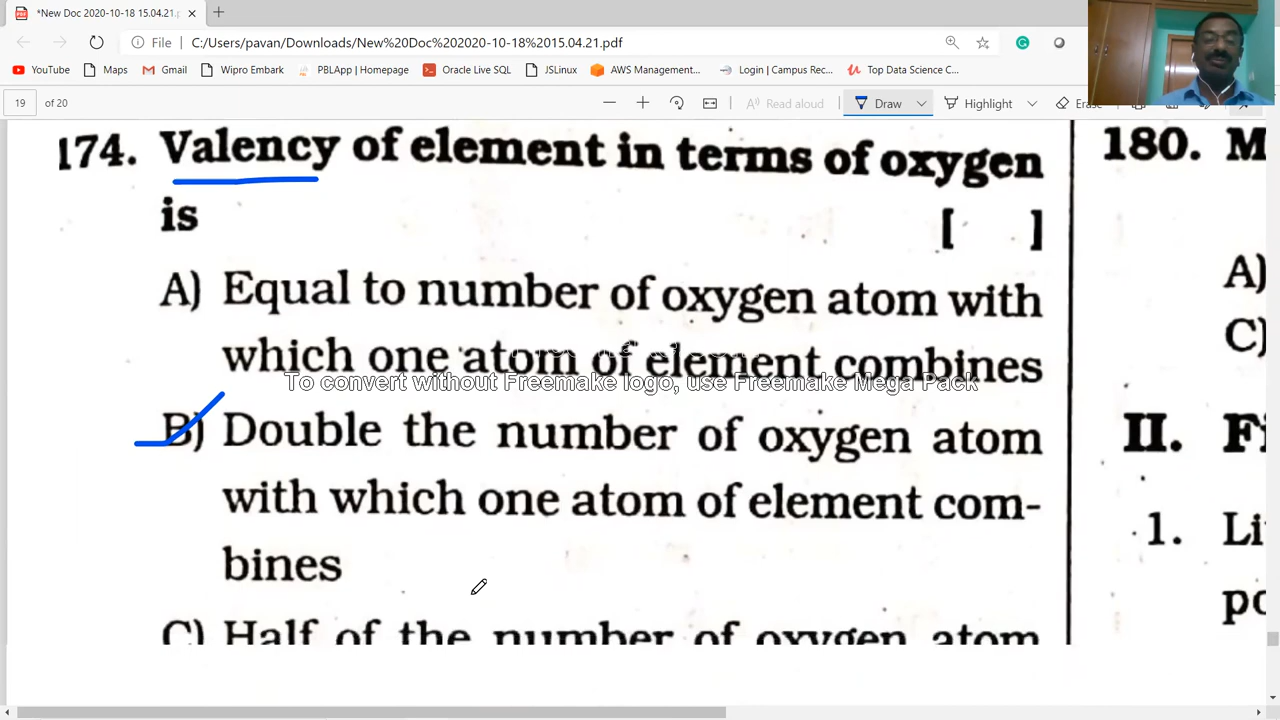 *New Doc 2020-10-18 15.04.21.p
File C:/Users/pavan/Downloads/New%20Doc%202020-10-18%2015.04.21.pdf
YouTube Maps Gmail Wipro Embark PBLApp | Homepage Oracle Live SQL JSLinux AWS Management... Login | Campus Rec... Top Data Science C...
19 of 20 Read aloud Draw Highlight Erase
174. Valency of element in terms of oxygen
is [ ]
A) Equal to number of oxygen atom with
which one atom of element combines
To convert without Freemake logo, use Freemake Mega Pack
B) Double the number of oxygen atom
with which one atom of element com-
bines
C) Half of the number of oxygen atom
180. M
A)
C)
II. Fi
1. Li
po